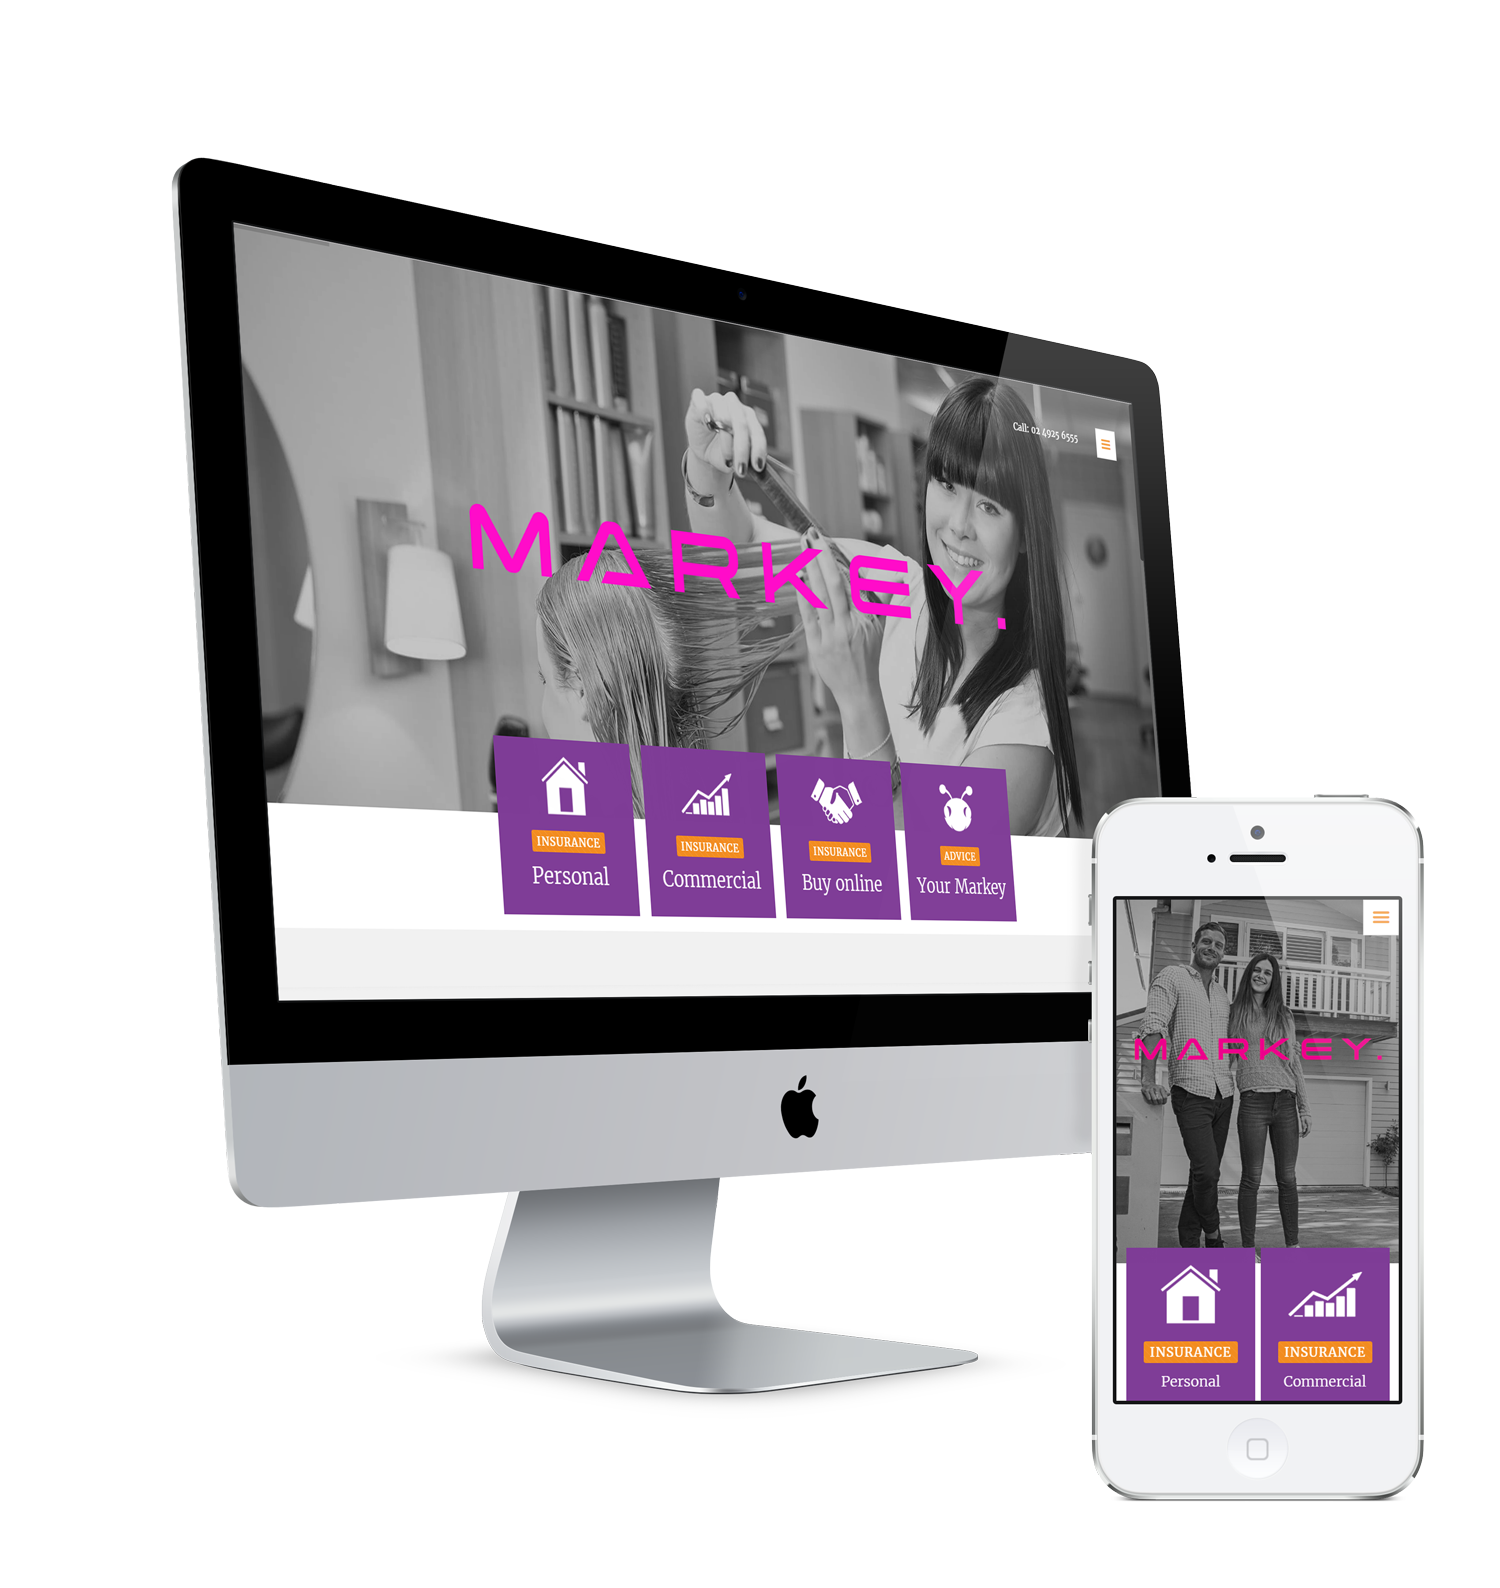 Call: 02 4925 6555
MARKEY.
INSURANCE
Personal
INSURANCE
Commercial
INSURANCE
Buy online
ADVICE
Your Markey
MARKEY.
INSURANCE
Personal
INSURANCE
Commercial